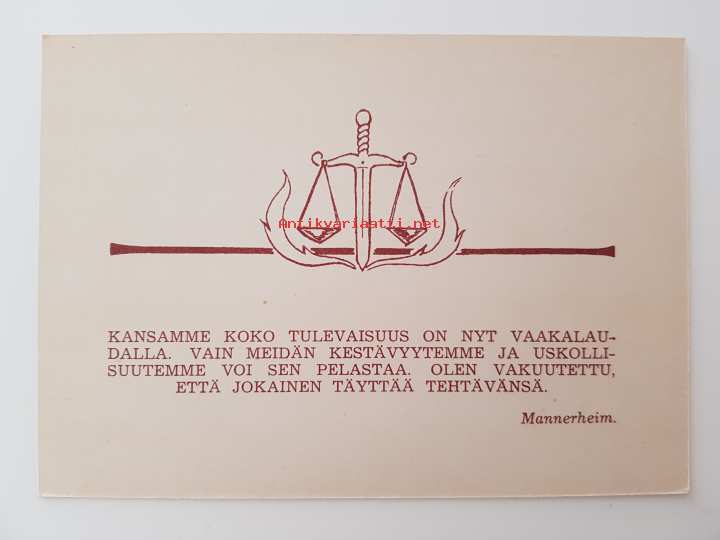 Antikvariaatti.net
KANSAMME KOKO TULEVAISUUS ON NYT VAAKALAU-
DALLA. VAIN MEIDÄN KESTÄVYYTEMME JA USKOLLI-
SUUTEMME VOI SEN PELASTAA. OLEN VAKUUTETTU,
ETTÄ JOKAINEN TÄYTTÄÄ TEHTÄVÄNSÄ.
Mannerheim.